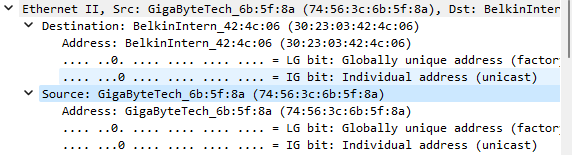 Ethernet II, Src: GigaByteTech_6b:5f:8a (74:56:3c:6b:5f:8a), Dst: BelkinInter
Destination: BelkinIntern_42:4c:06 (30:23:03:42:4c:06)
Address: BelkinIntern_42:4c:06 (30:23:03:42:4c:06)
.... ..0. .... .... .... .... = LG bit: Globally unique address (factor
.... ...0 .... .... .... .... = IG bit: Individual address (unicast)
Source: GigaByteTech_6b:5f:8a (74:56:3c:6b:5f:8a)
Address: GigaByteTech_6b:5f:8a (74:56:3c:6b:5f:8a)
.... ..0. .... .... .... .... = LG bit: Globally unique address (factor
.... ...0 .... .... .... .... = IG bit: Individual address (unicast)